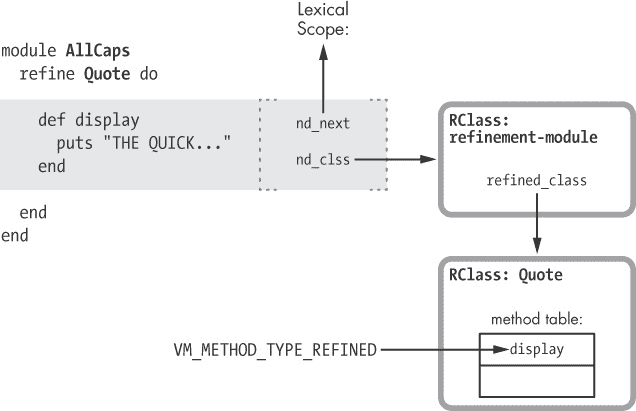 Lexical
Scope:
module AllCaps
refine Quote do
def display
puts "THE QUICK..."
end
end
end
nd_next
nd_clss
RClass:
refinement-module
refined_class
RClass: Quote
method table:
display
VM_METHOD_TYPE_REFINED